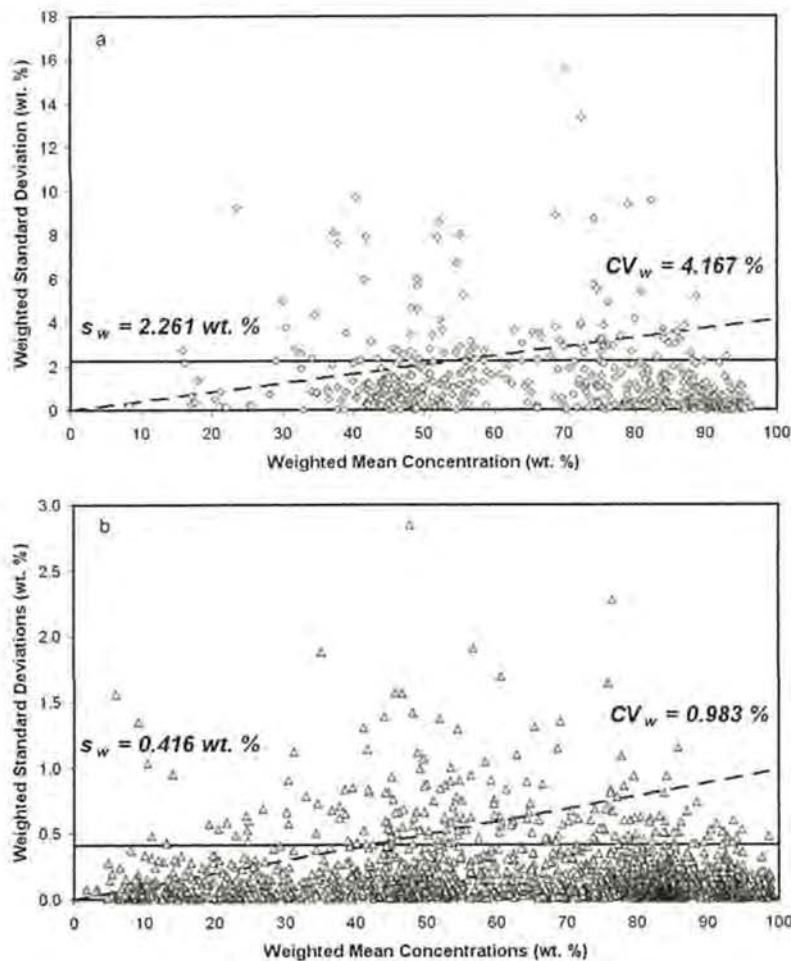 18
a
16
14
12
10
8
6
4
2
0
Weighted Standard Deviation (wt. %)
CV w = 4.167 %
s w = 2.261 wt. %
0 10 20 30 40 50 60 70 80 90 100
Weighted Mean Concentration (wt. %)
3.0
b
2.5
2.0
1.5
1.0
0.5
0.0
Weighted Standard Deviations (wt. %)
CV w = 0.983 %
s w = 0.416 wt. %
0 10 20 30 40 50 60 70 80 90 100
Weighted Mean Concentrations (wt. %)